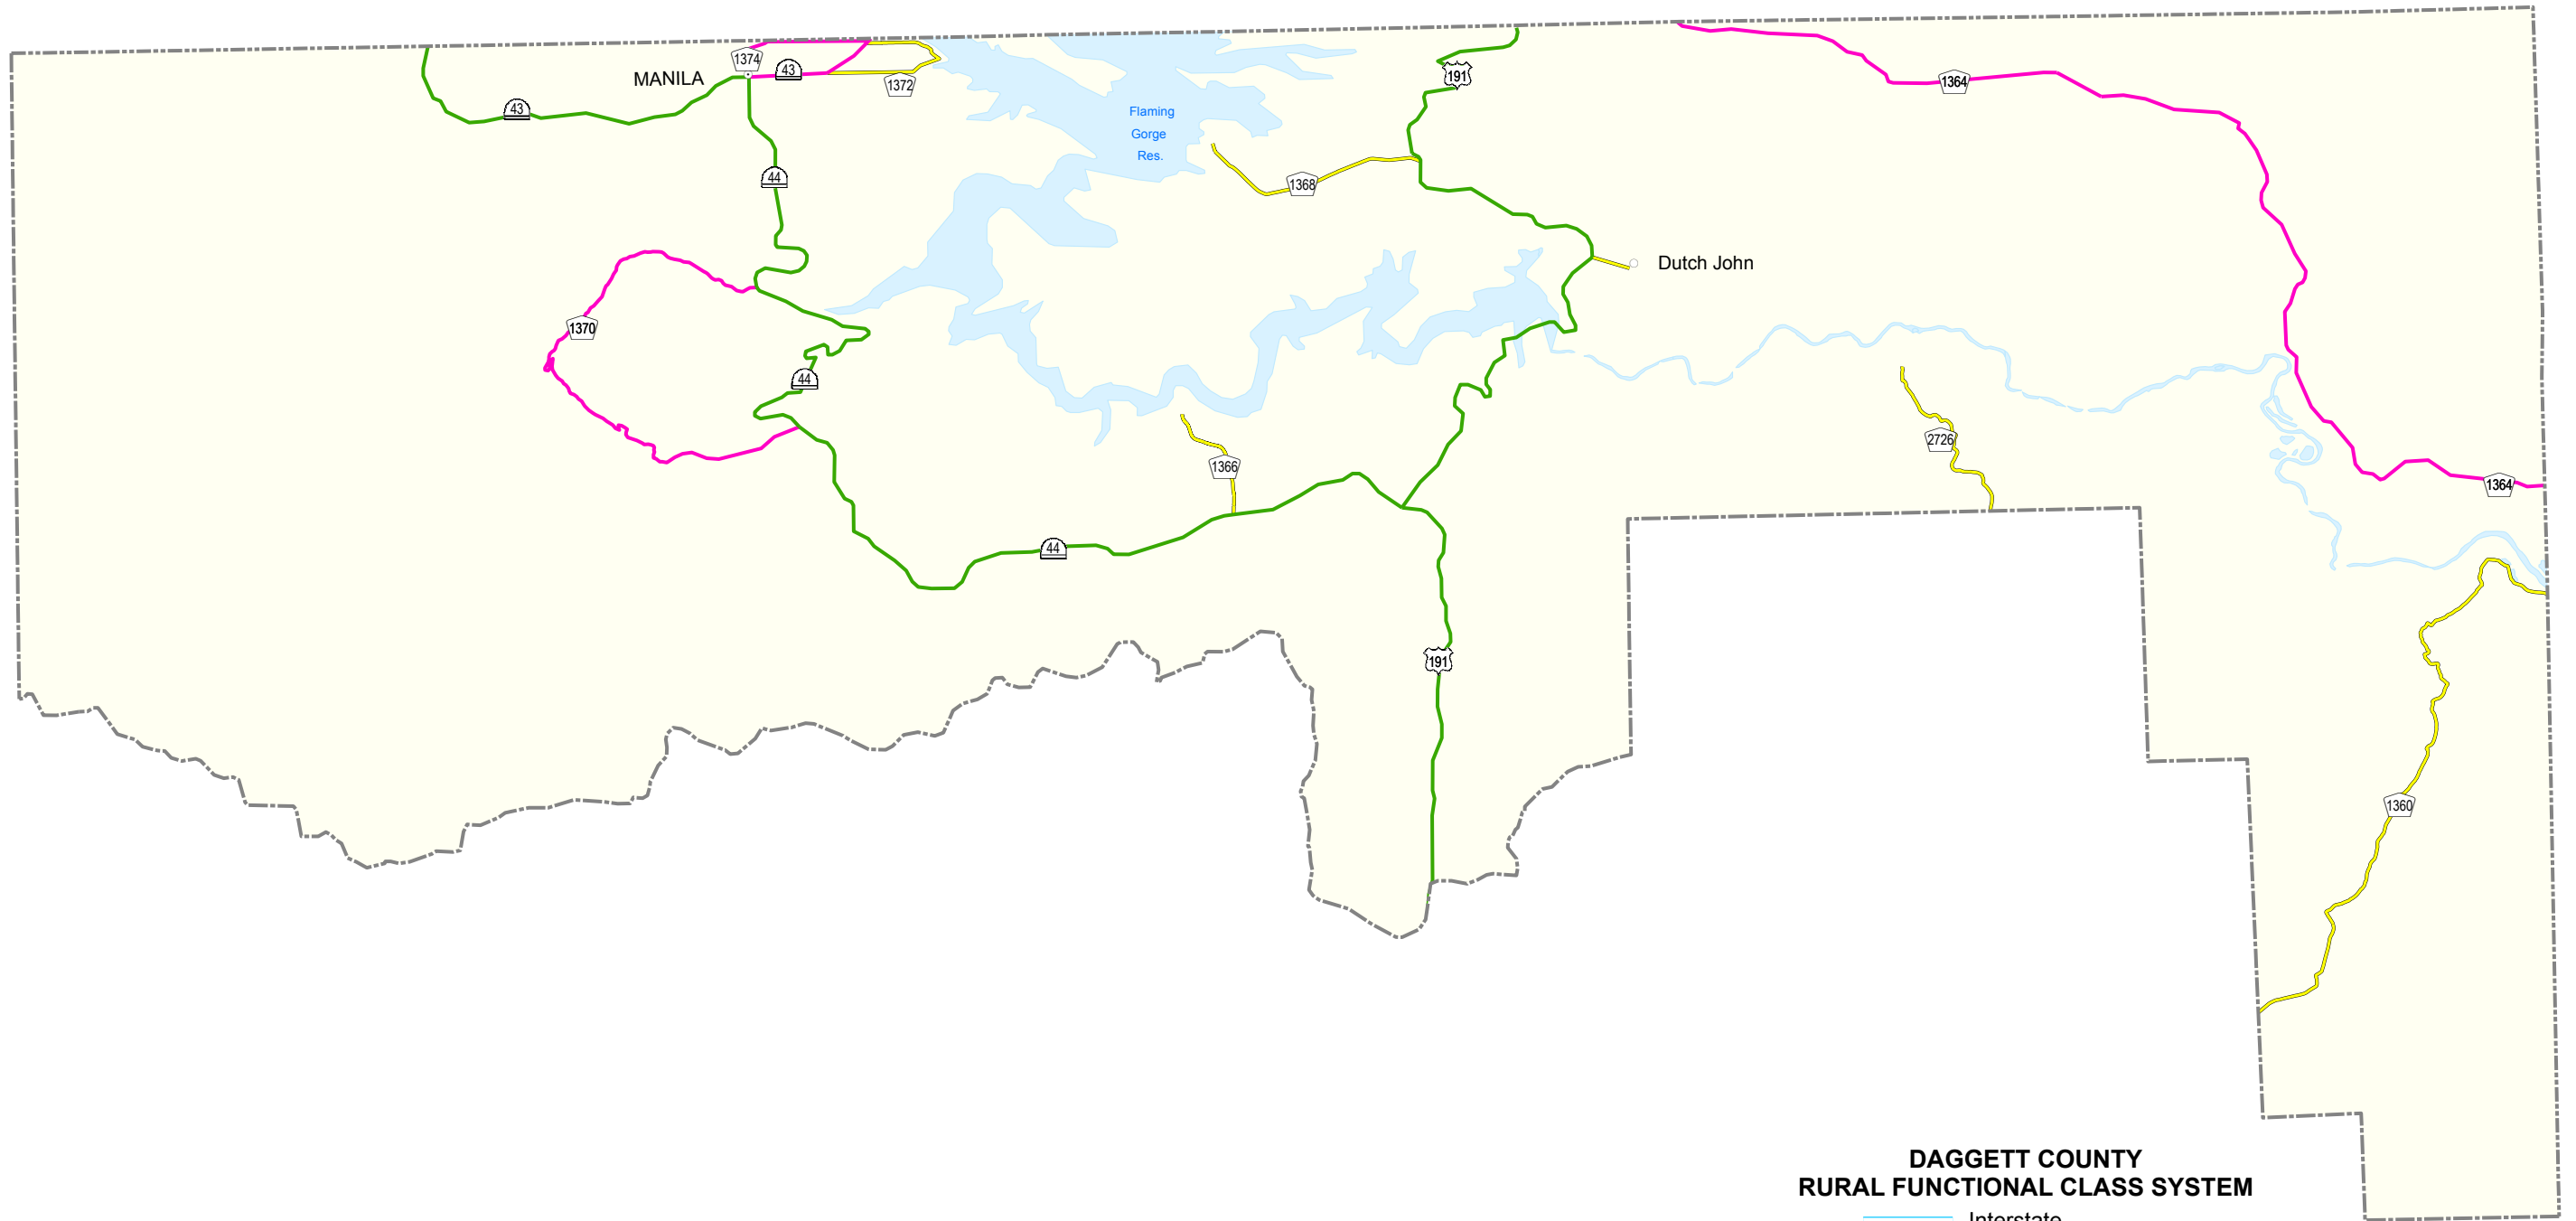 1374
43
MANILA
1372
43
191
1364
Flaming
Gorge
Res.
44
1368
Dutch John
1370
44
2726
1366
1364
44
191
1360
DAGGETT COUNTY
RURAL FUNCTIONAL CLASS SYSTEM
Interstate